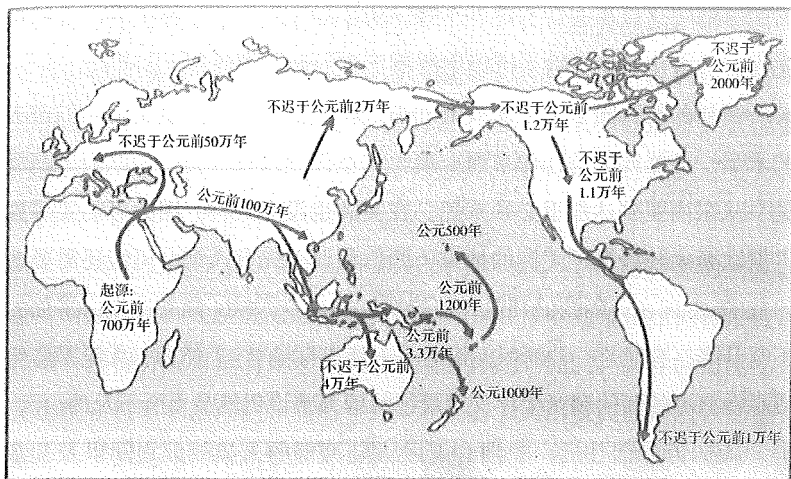 不迟于
公元前
2000年
不迟于公元前2万年
不迟于公元前
1.2万年
不迟于公元前50万年
不迟于
公元前
1.1万年
公元前100万年
公元500年
起源:
公元前
700万年
公元前
1200年
公元前
3.3万年
不迟于公元前
4万年
公元1000年
不迟于公元前1万年